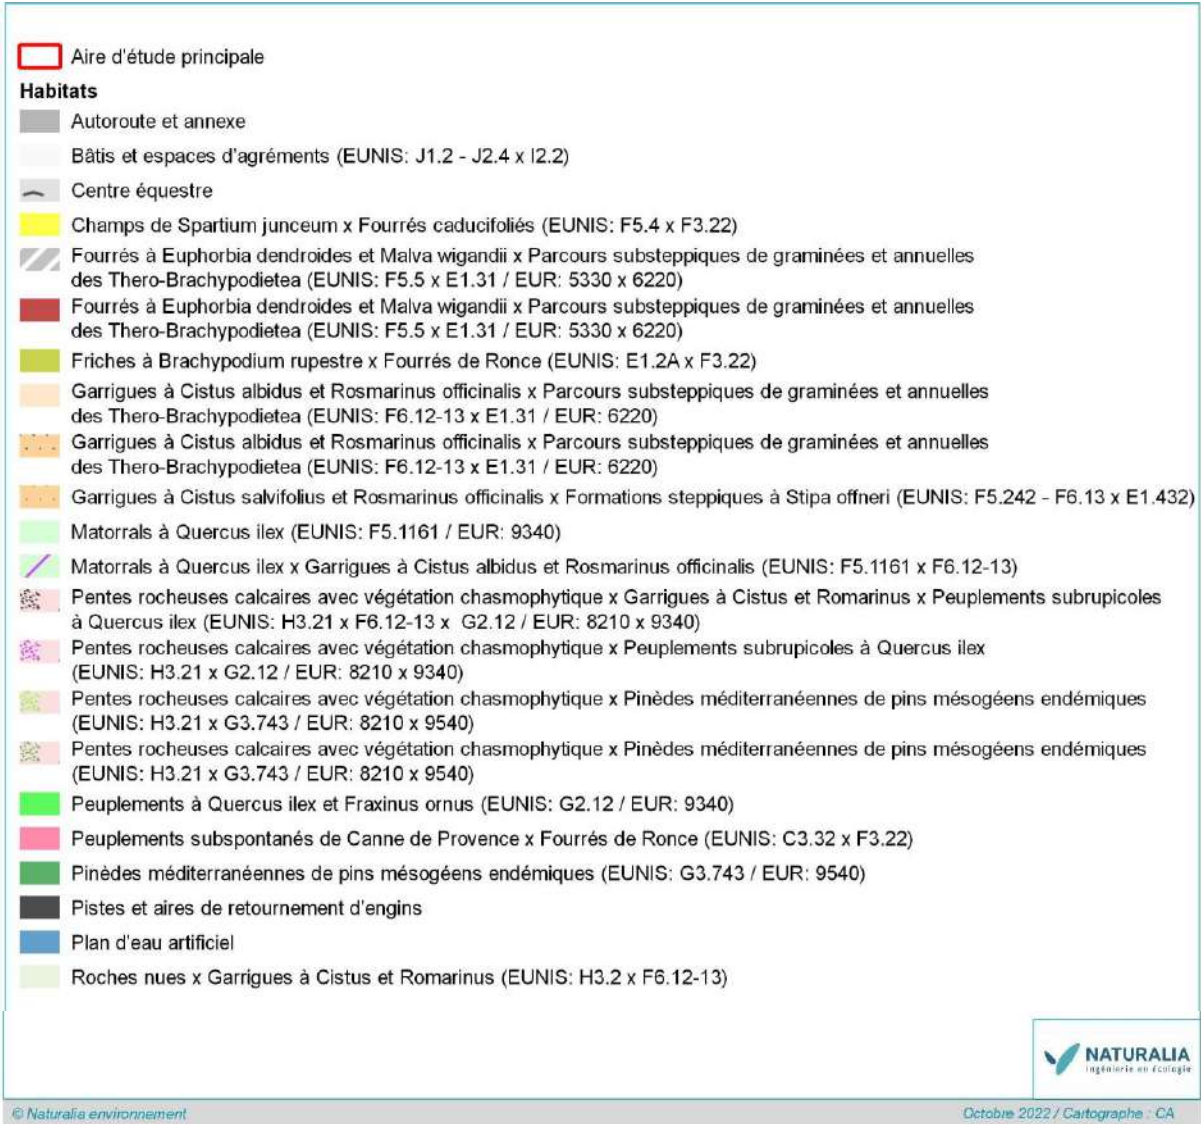 Aire d'étude principale
Habitats
Autoroute et annexe
Bâtis et espaces d'agréments (EUNIS: J1.2 - J2.4 x I2.2)
Centre équestre
Champs de Spartium junceum x Fourrés caducifoliés (EUNIS: F5.4 x F3.22)
Fourrés à Euphorbia dendroides et Malva wigandii x Parcours substeppiques de graminées et annuelles
des Thero-Brachypodietea (EUNIS: F5.5 x E1.31 / EUR: 5330 x 6220)
Fourrés à Euphorbia dendroides et Malva wigandii x Parcours substeppiques de graminées et annuelles
des Thero-Brachypodietea (EUNIS: F5.5 x E1.31 / EUR: 5330 x 6220)
Friches à Brachypodium rupestre x Fourrés de Ronce (EUNIS: E1.2A x F3.22)
Garrigues à Cistus albidus et Rosmarinus officinalis x Parcours substeppiques de graminées et annuelles
des Thero-Brachypodietea (EUNIS: F6.12-13 x E1.31 / EUR: 6220)
Garrigues à Cistus albidus et Rosmarinus officinalis x Parcours substeppiques de graminées et annuelles
des Thero-Brachypodietea (EUNIS: F6.12-13 x E1.31 / EUR: 6220)
Garrigues à Cistus salvifolius et Rosmarinus officinalis x Formations steppiques à Stipa offneri (EUNIS: F5.242 - F6.13 x E1.432)
Matorrals à Quercus ilex (EUNIS: F5.1161 / EUR: 9340)
Matorrals à Quercus ilex x Garrigues à Cistus albidus et Rosmarinus officinalis (EUNIS: F5.1161 x F6.12-13)
Pentes rocheuses calcaires avec végétation chasmophytique x Garrigues à Cistus et Romarinus x Peuplements subrupicoles
à Quercus ilex (EUNIS: H3.21 x F6.12-13 x G2.12 / EUR: 8210 x 9340)
Pentes rocheuses calcaires avec végétation chasmophytique x Peuplements subrupicoles à Quercus ilex
(EUNIS: H3.21 x G2.12 / EUR: 8210 x 9340)
Pentes rocheuses calcaires avec végétation chasmophytique x Pinèdes méditerranéennes de pins mésogéens endémiques
(EUNIS: H3.21 x G3.743 / EUR: 8210 x 9540)
Pentes rocheuses calcaires avec végétation chasmophytique x Pinèdes méditerranéennes de pins mésogéens endémiques
(EUNIS: H3.21 x G3.743 / EUR: 8210 x 9540)
Peuplements à Quercus ilex et Fraxinus ornus (EUNIS: G2.12 / EUR: 9340)
Peuplements subspontanés de Canne de Provence x Fourrés de Ronce (EUNIS: C3.32 x F3.22)
Pinèdes méditerranéennes de pins mésogéens endémiques (EUNIS: G3.743 / EUR: 9540)
Pistes et aires de retournement d'engins
Plan d'eau artificiel
Roches nues x Garrigues à Cistus et Romarinus (EUNIS: H3.2 x F6.12-13)
NATURALIA
Ingénierie en écologie
© Naturalia environnement
Octobre 2022 / Cartographe : CA